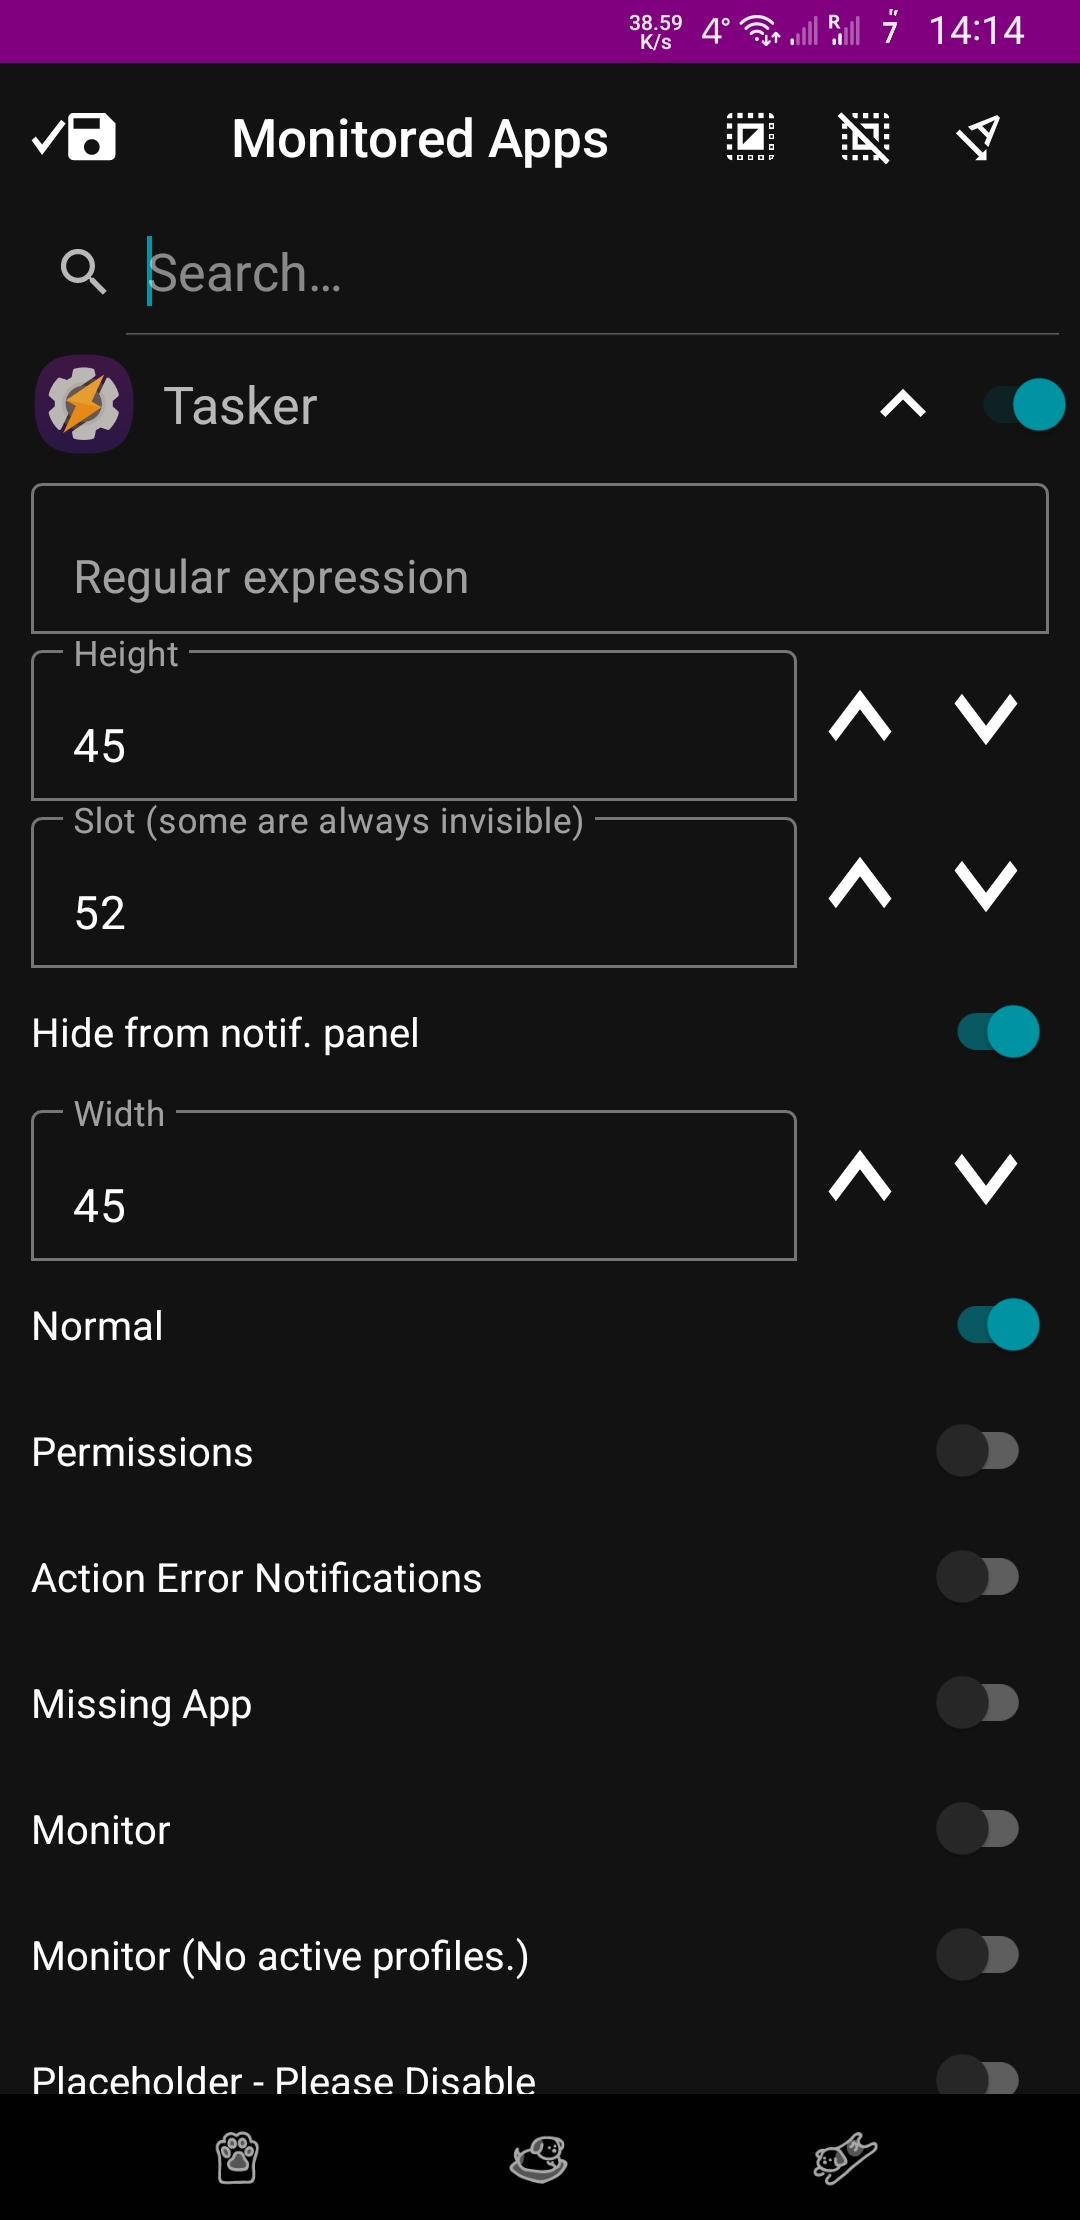 38.59
K/s
4° R 7 14:14
Monitored Apps
Search...
Tasker
Regular expression
Height
45
Slot (some are always invisible)
52
Hide from notif. panel
Width
45
Normal
Permissions
Action Error Notifications
Missing App
Monitor
Monitor (No active profiles.)
Placeholder - Please Disable